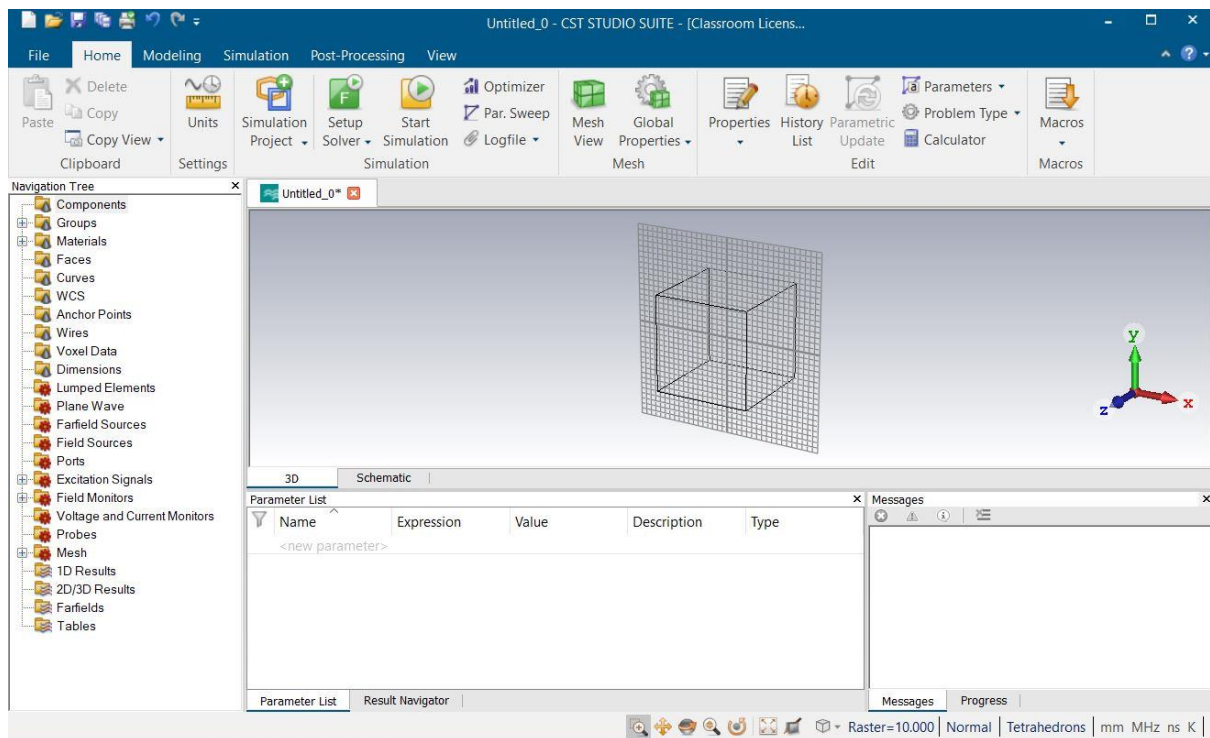 Untitled_0 - CST STUDIO SUITE - [Classroom Licens...
File Home Modeling Simulation Post-Processing View
Paste
Delete
Copy
Copy View
Clipboard
Units
Settings
Simulation Project
Setup Solver
Start Simulation
Optimizer
Par. Sweep
Logfile
Simulation
Mesh View
Global Properties
Mesh
Properties
History List
Parametric Update
Parameters
Problem Type
Calculator
Edit
Macros
Macros
Navigation Tree
Components
Groups
Materials
Faces
Curves
WCS
Anchor Points
Wires
Voxel Data
Dimensions
Lumped Elements
Plane Wave
Farfield Sources
Field Sources
Ports
Excitation Signals
Field Monitors
Voltage and Current Monitors
Probes
Mesh
1D Results
2D/3D Results
Farfields
Tables
Untitled_0*
y
z
x
3D Schematic
Parameter List
Name Expression Value Description Type
<new parameter>
Parameter List Result Navigator
Messages
Messages Progress
Raster=10.000 Normal Tetrahedrons mm MHz ns K